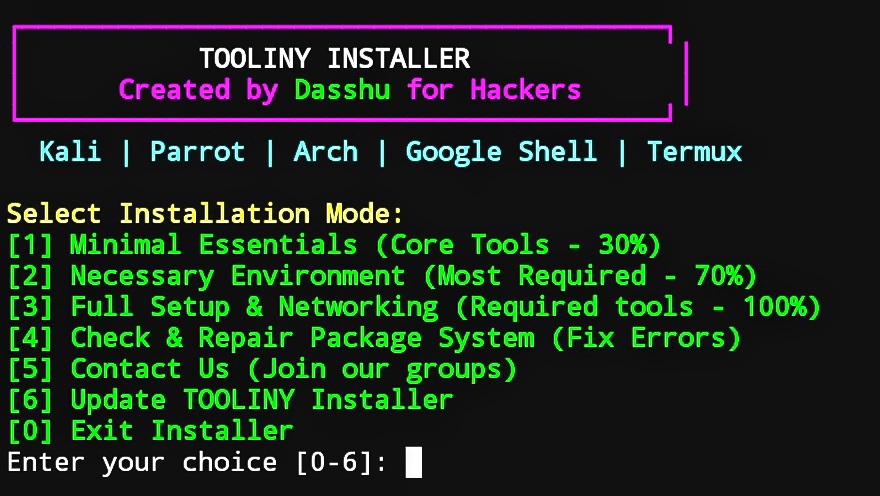 TOOLINY INSTALLER
Created by Dasshu for Hackers
Kali | Parrot | Arch | Google Shell | Termux
Select Installation Mode:
[1] Minimal Essentials (Core Tools - 30%)
[2] Necessary Environment (Most Required - 70%)
[3] Full Setup & Networking (Required tools - 100%)
[4] Check & Repair Package System (Fix Errors)
[5] Contact Us (Join our groups)
[6] Update TOOLINY Installer
[0] Exit Installer
Enter your choice [0-6]: